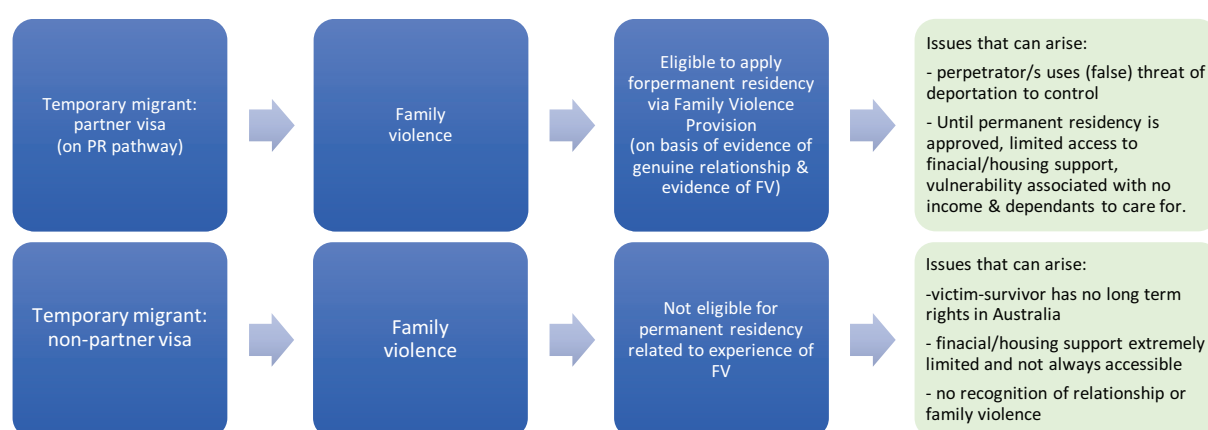 Temporary migrant:
partner visa
(on PR pathway)
Family
violence
Eligible to apply
forpermanent residency
via Family Violence
Provision
(on basis of evidence of
genuine relationship &
evidence of FV)
Issues that can arise:
- perpetrator/s uses (false) threat of
deportation to control
- Until permanent residency is
approved, limited access to
finacial/housing support,
vulnerability associated with no
income & dependants to care for.
Temporary migrant:
non-partner visa
Family
violence
Not eligible for
permanent residency
related to experience of
FV
Issues that can arise:
-victim-survivor has no long term
rights in Australia
- finacial/housing support extremely
limited and not always accessible
- no recognition of relationship or
family violence